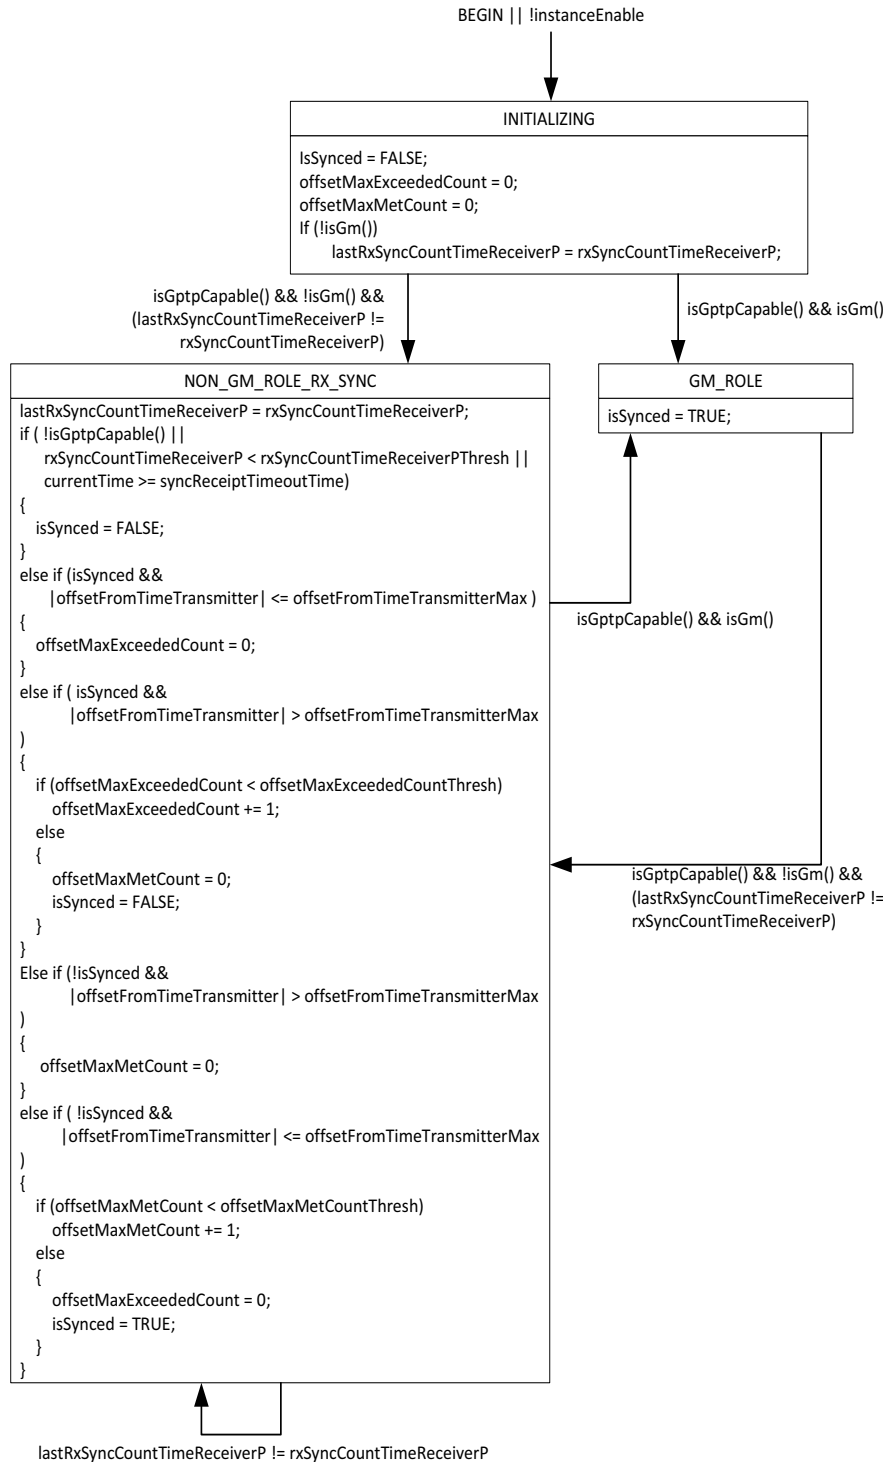 BEGIN || !instanceEnable
INITIALIZING
IsSynced = FALSE;
offsetMaxExceededCount = 0;
offsetMaxMetCount = 0;
If (!isGm())
lastRxSyncCountTimeReceiverP = rxSyncCountTimeReceiverP;
isGptpCapable() && !isGm() &&
(lastRxSyncCountTimeReceiverP !=
rxSyncCountTimeReceiverP)
isGptpCapable() && isGm()
NON_GM_ROLE_RX_SYNC
lastRxSyncCountTimeReceiverP = rxSyncCountTimeReceiverP;
if ( !isGptpCapable() ||
rxSyncCountTimeReceiverP < rxSyncCountTimeReceiverPThresh ||
currentTime >= syncReceiptTimeoutTime)
{
isSynced = FALSE;
}
else if (isSynced &&
|offsetFromTimeTransmitter| <= offsetFromTimeTransmitterMax )
{
offsetMaxExceededCount = 0;
}
else if ( isSynced &&
|offsetFromTimeTransmitter| > offsetFromTimeTransmitterMax
)
{
if (offsetMaxExceededCount < offsetMaxExceededCountThresh)
offsetMaxExceededCount += 1;
else
{
offsetMaxMetCount = 0;
isSynced = FALSE;
}
}
Else if (!isSynced &&
|offsetFromTimeTransmitter| > offsetFromTimeTransmitterMax
)
{
offsetMaxMetCount = 0;
}
else if ( !isSynced &&
|offsetFromTimeTransmitter| <= offsetFromTimeTransmitterMax
)
{
if (offsetMaxMetCount < offsetMaxMetCountThresh)
offsetMaxMetCount += 1;
else
{
offsetMaxExceededCount = 0;
isSynced = TRUE;
}
}
GM_ROLE
isSynced = TRUE;
isGptpCapable() && isGm()
isGptpCapable() && !isGm() &&
(lastRxSyncCountTimeReceiverP !=
rxSyncCountTimeReceiverP)
lastRxSyncCountTimeReceiverP != rxSyncCountTimeReceiverP